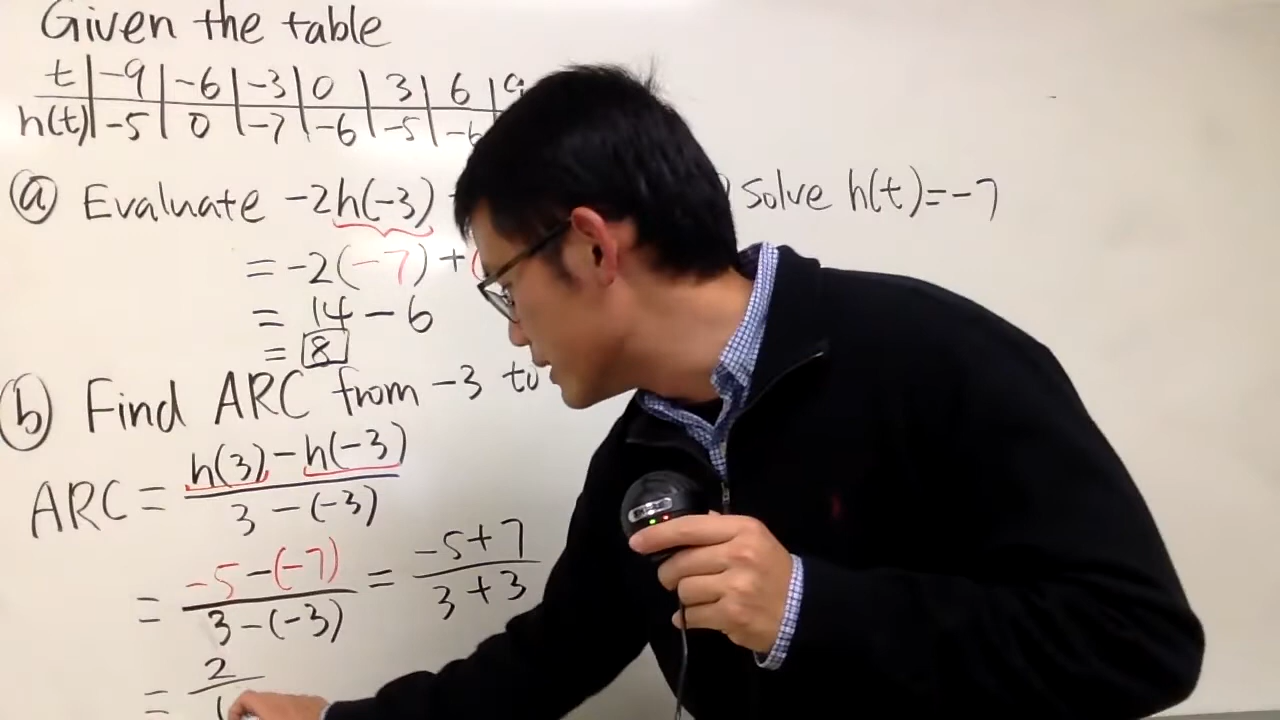 Given the table
t | -9 | -6 | -3 | 0 | 3 | 6 | 9
h(t) | -5 | 0 | -7 | -6 | -5 | -6
ⓐ Evaluate -2h(-3)
= -2(-7) + (
= 14 - 6
= 8
ⓑ Find ARC from -3 to
ARC = h(3) - h(-3) / 3 - (-3)
= -5 - (-7) / 3 - (-3) = -5 + 7 / 3 + 3
= 2 /
solve h(t) = -7